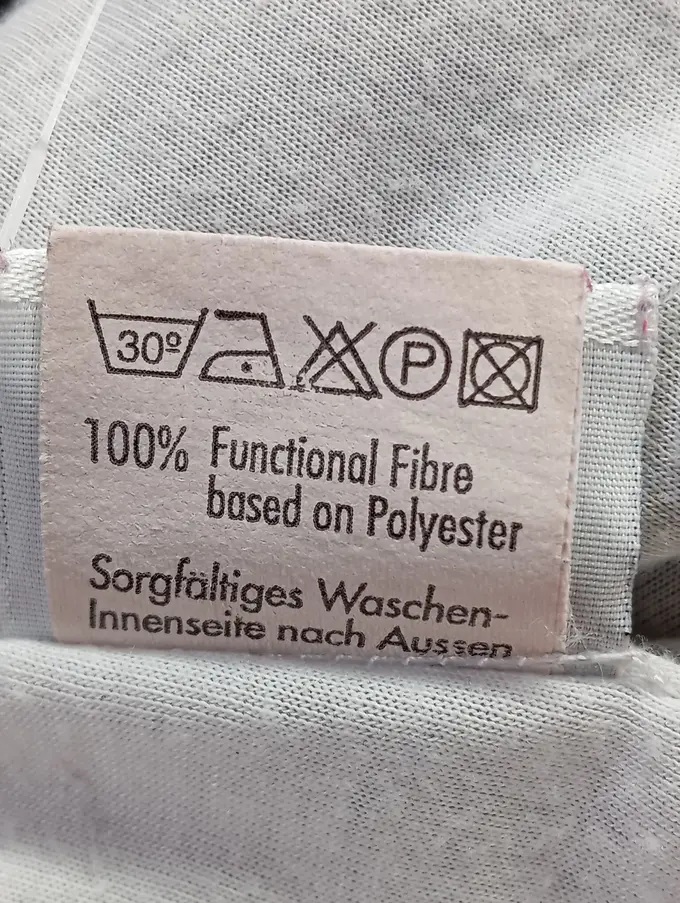 30º P
100% Functional Fibre
based on Polyester
Sorgfältiges Waschen-
Innenseite nach Aussen